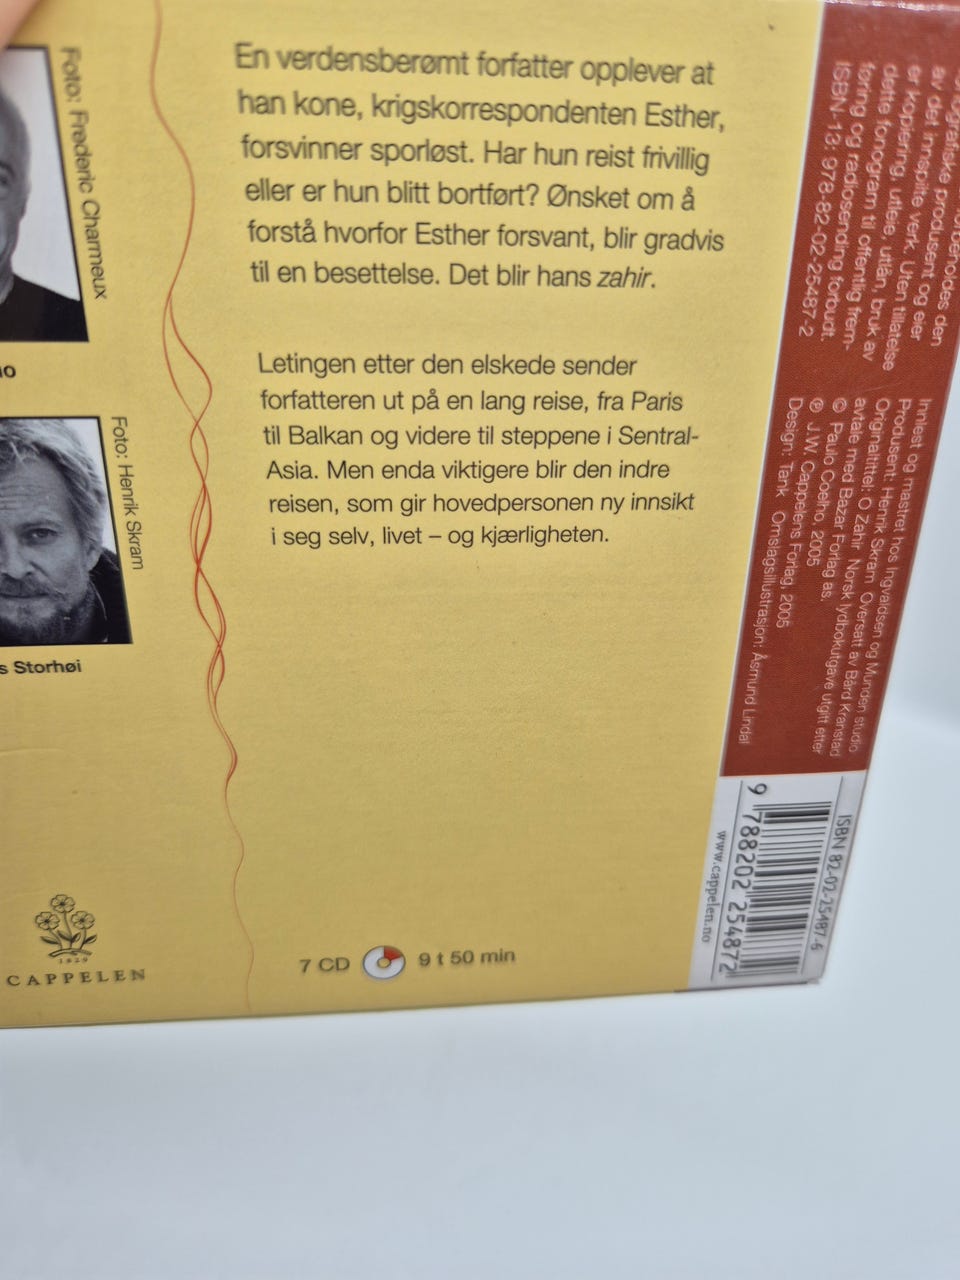 Foto: Frederic Charmeux
Foto: Henrik Skram
s Storhøi
En verdensberømt forfatter opplever at
han kone, krigskorrespondenten Esther,
forsvinner sporløst. Har hun reist frivillig
eller er hun blitt bortført? Ønsket om å
forstå hvorfor Esther forsvant, blir gradvis
til en besettelse. Det blir hans zahir.
Letingen etter den elskede sender
forfatteren ut på en lang reise, fra Paris
til Balkan og videre til steppene i Sentral-
Asia. Men enda viktigere blir den indre
reisen, som gir hovedpersonen ny innsikt
i seg selv, livet – og kjærligheten.
1829
CAPPELEN
7 CD 9 t 50 min
av det innspilte verk. Uten tillatelse
er kopiering, utleie, utlån, bruk av
dette fonogram til offentlig frem-
føring og radiosending forbudt.
ISBN-13: 978-82-02-25487-2
Innlest og mastret hos Ingvaldsen og Munden studio
Produsent: Henrik Skram Oversatt av Bård Kranstad
Originaltittel: O Zahir Norsk lydbokutgave utgitt etter
avtale med Bazar Forlag as.
© Paulo Coelho, 2005
℗ J.W. Cappelens Forlag, 2005
Design: Tank Omslagsillustrasjon: Åsmund Lindal
ISBN 82-02-25487-6
9 788202 254872
www.cappelen.no